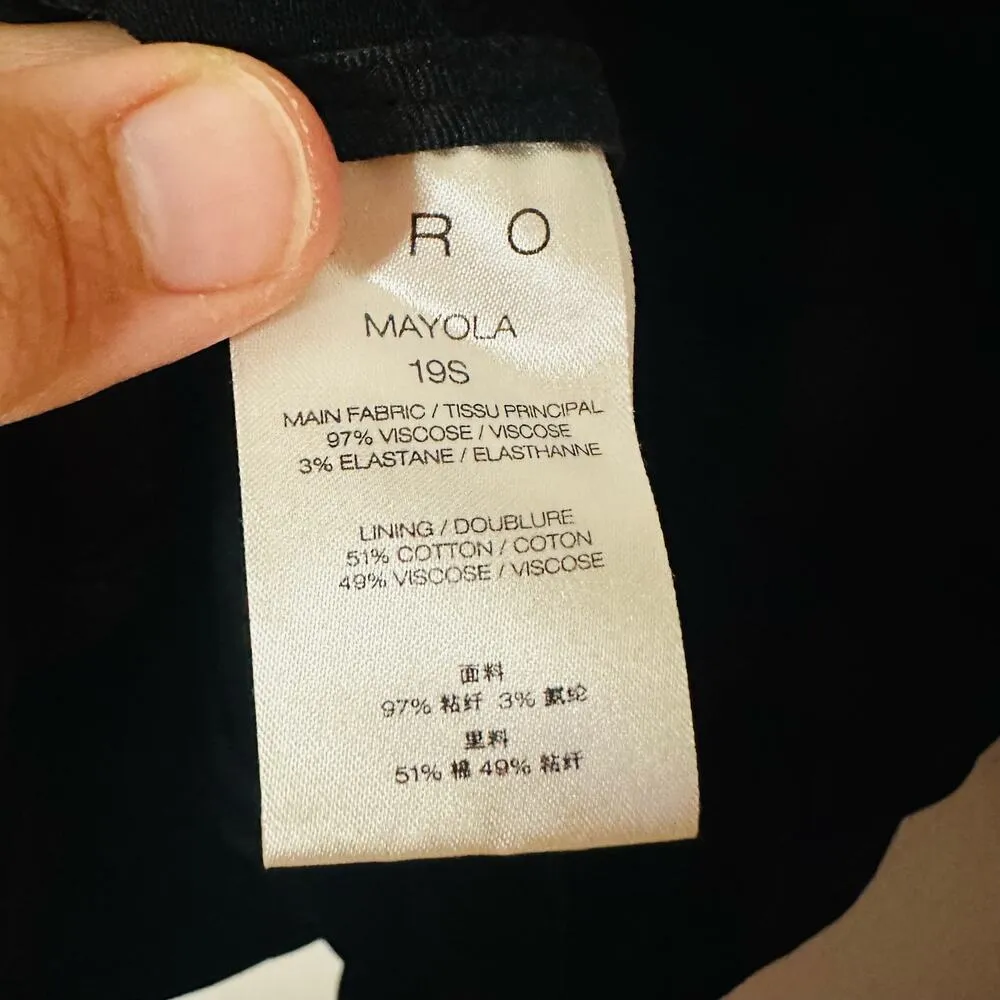 R O
MAYOLA
19S
MAIN FABRIC / TISSU PRINCIPAL
97% VISCOSE / VISCOSE
3% ELASTANE / ELASTHANNE
LINING / DOUBLURE
51% COTTON / COTON
49% VISCOSE / VISCOSE
面料
97% 粘纤 3% 氨纶
里料
51% 棉 49% 粘纤